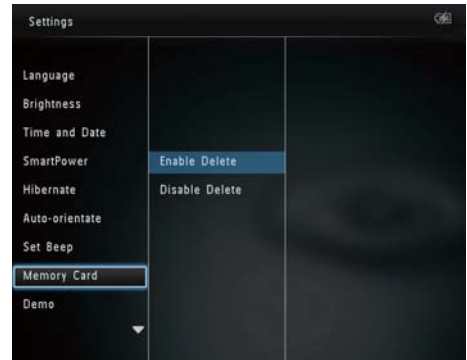 Settings
Language
Brightness
Time and Date
SmartPower
Hibernate
Auto-orientate
Set Beep
Memory Card
Demo
Enable Delete
Disable Delete